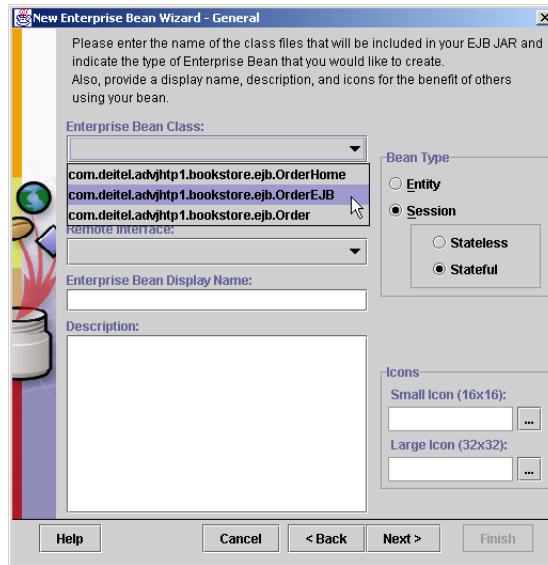 New Enterprise Bean Wizard - General
Please enter the name of the class files that will be included in your EJB JAR and
indicate the type of Enterprise Bean that you would like to create.
Also, provide a display name, description, and icons for the benefit of others
using your bean.
Enterprise Bean Class:
com.deitel.advjhtp1.bookstore.ejb.OrderHome
com.deitel.advjhtp1.bookstore.ejb.OrderEJB
com.deitel.advjhtp1.bookstore.ejb.Order
Remote Interface:
Enterprise Bean Display Name:
Description:
Bean Type
Entity
Session
Stateless
Stateful
Icons
Small Icon (16x16):
...
Large Icon (32x32):
...
Help
Cancel
< Back
Next >
Finish